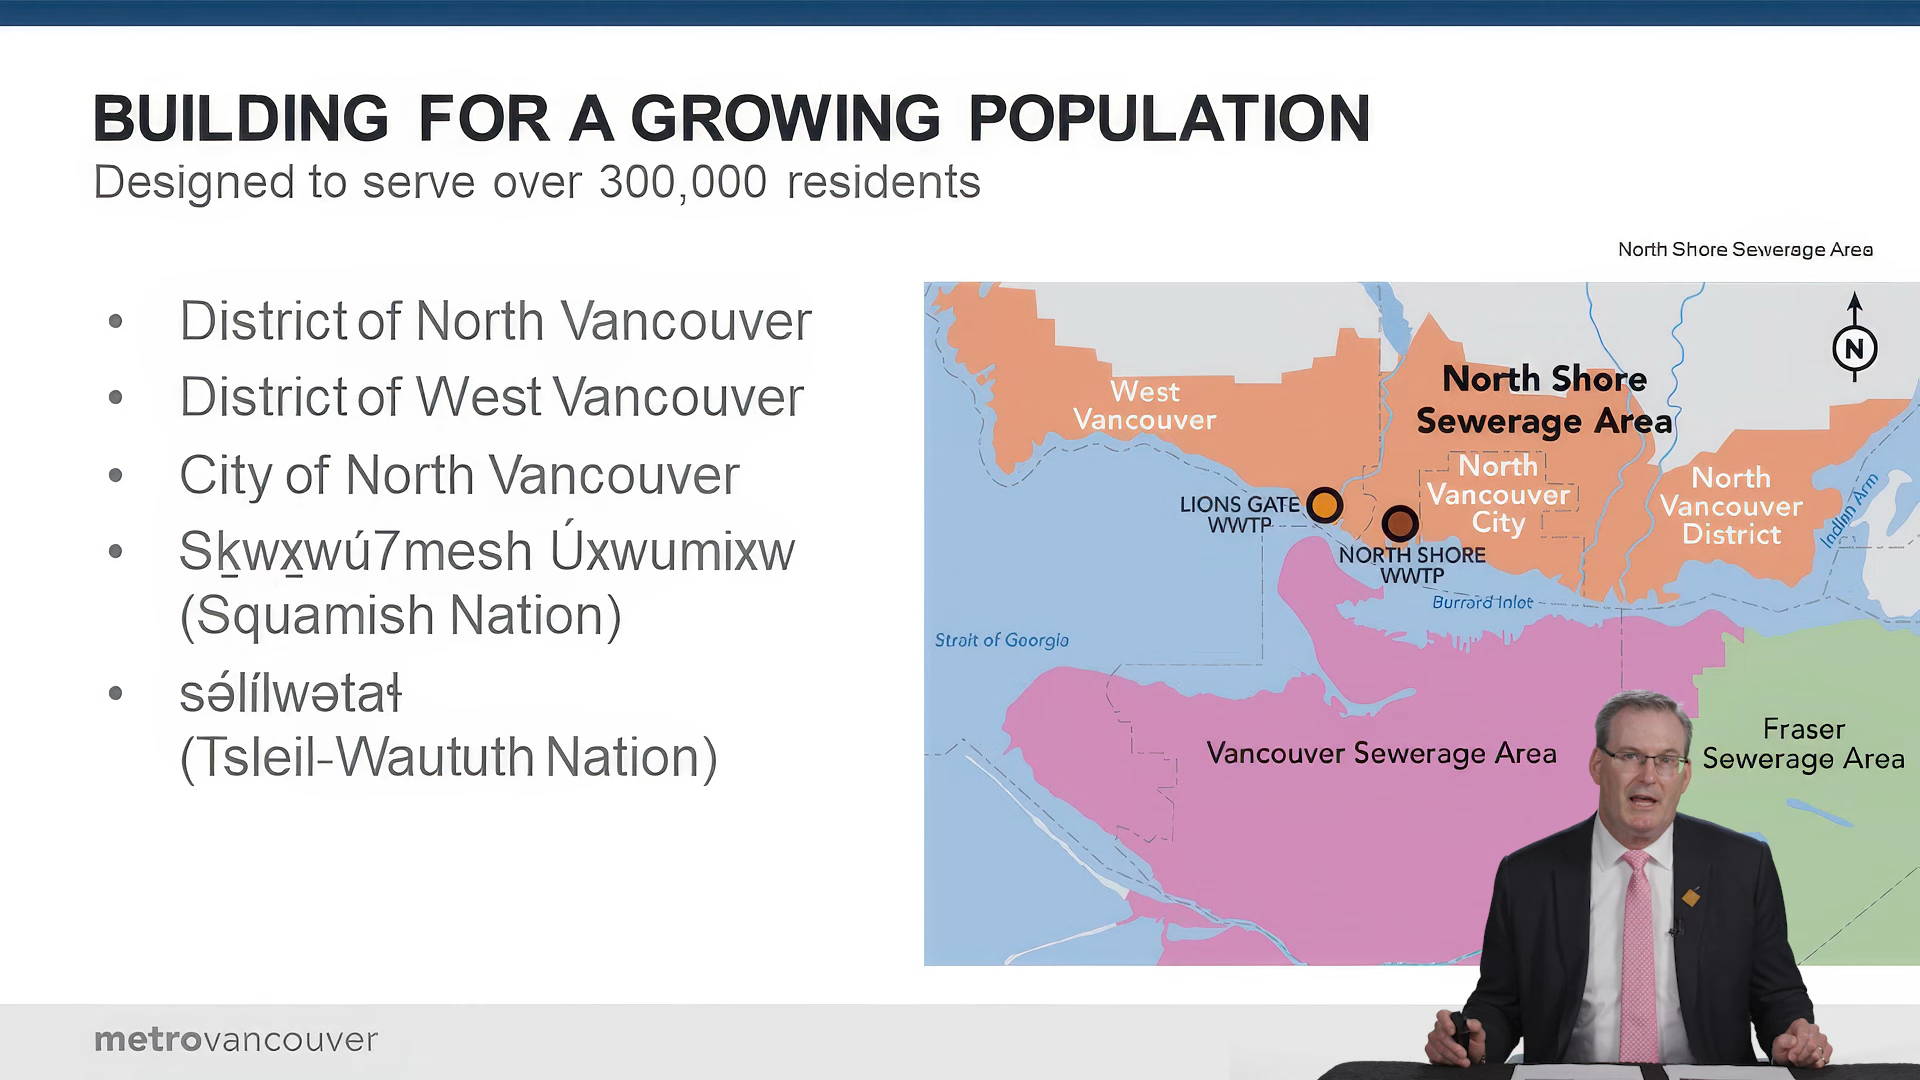 BUILDING FOR A GROWING POPULATION
Designed to serve over 300,000 residents
• District of North Vancouver
• District of West Vancouver
• City of North Vancouver
• Sḵwx̱wú7mesh Úxwumixw
(Squamish Nation)
• sə́lílwətaɬ
(Tsleil-Waututh Nation)
North Shore Sewerage Area
N
West
Vancouver
North Shore
Sewerage Area
North
Vancouver
City
North
Vancouver
District
Indian Arm
LIONS GATE
WWTP
NORTH SHORE
WWTP
Burrard Inlet
Strait of Georgia
Vancouver Sewerage Area
Fraser
Sewerage Area
metrovancouver